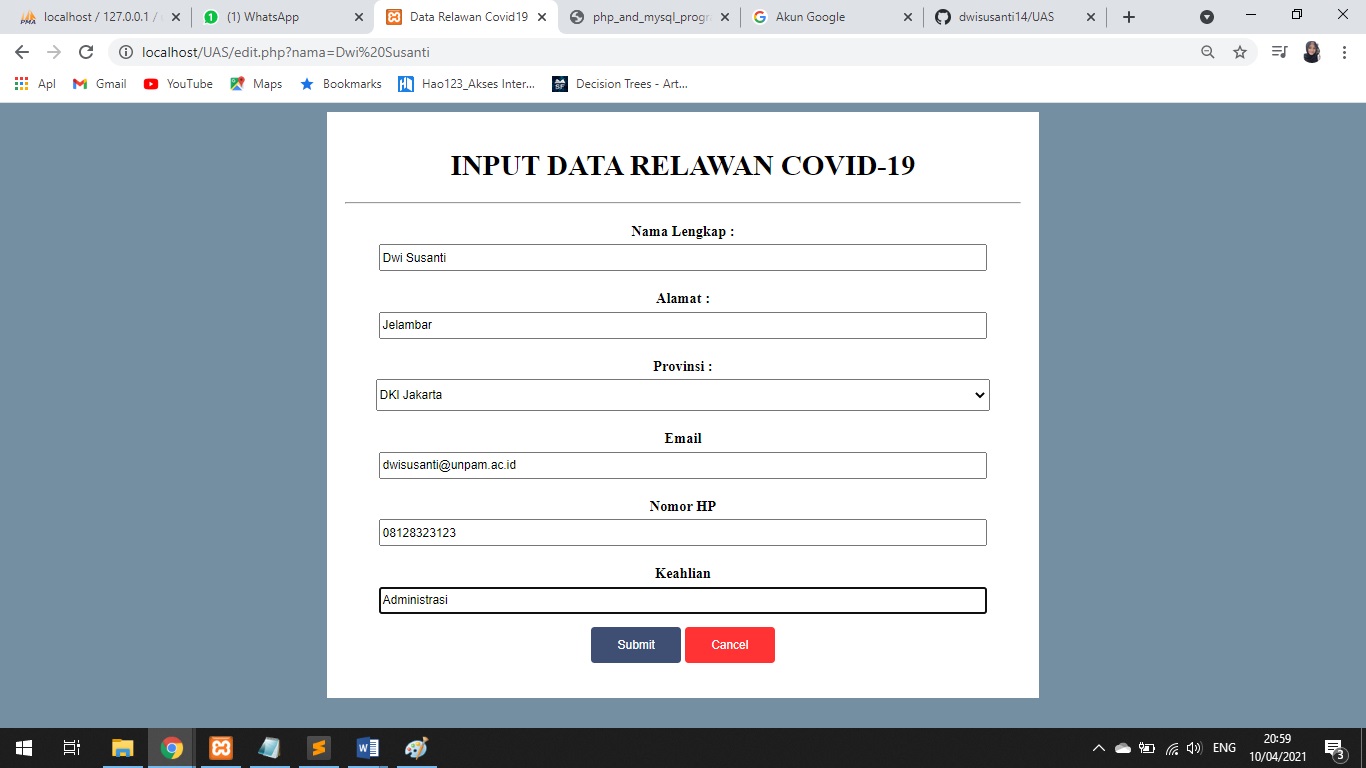 localhost / 127.0.0.1 /
(1) WhatsApp
Data Relawan Covid19
php_and_mysql_progra
Akun Google
dwisusanti14/UAS
localhost/UAS/edit.php?nama=Dwi%20Susanti
Apl
Gmail
YouTube
Maps
Bookmarks
Hao123_Akses Inter...
Decision Trees - Art...
INPUT DATA RELAWAN COVID-19
Nama Lengkap :
Dwi Susanti
Alamat :
Jelambar
Provinsi :
DKI Jakarta
Email
dwisusanti@unpam.ac.id
Nomor HP
08128323123
Keahlian
Administrasi
Submit
Cancel
ENG
20:59
10/04/2021
3